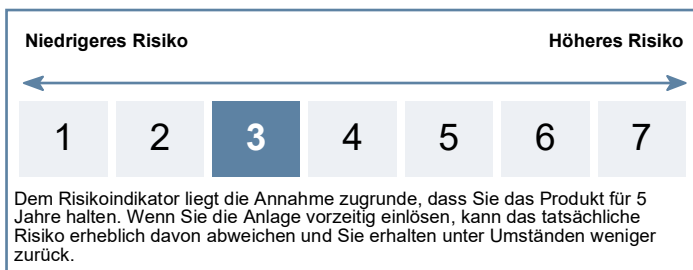 Niedrigeres Risiko Höheres Risiko
1 2 3 4 5 6 7
Dem Risikoindikator liegt die Annahme zugrunde, dass Sie das Produkt für 5
Jahre halten. Wenn Sie die Anlage vorzeitig einlösen, kann das tatsächliche
Risiko erheblich davon abweichen und Sie erhalten unter Umständen weniger
zurück.